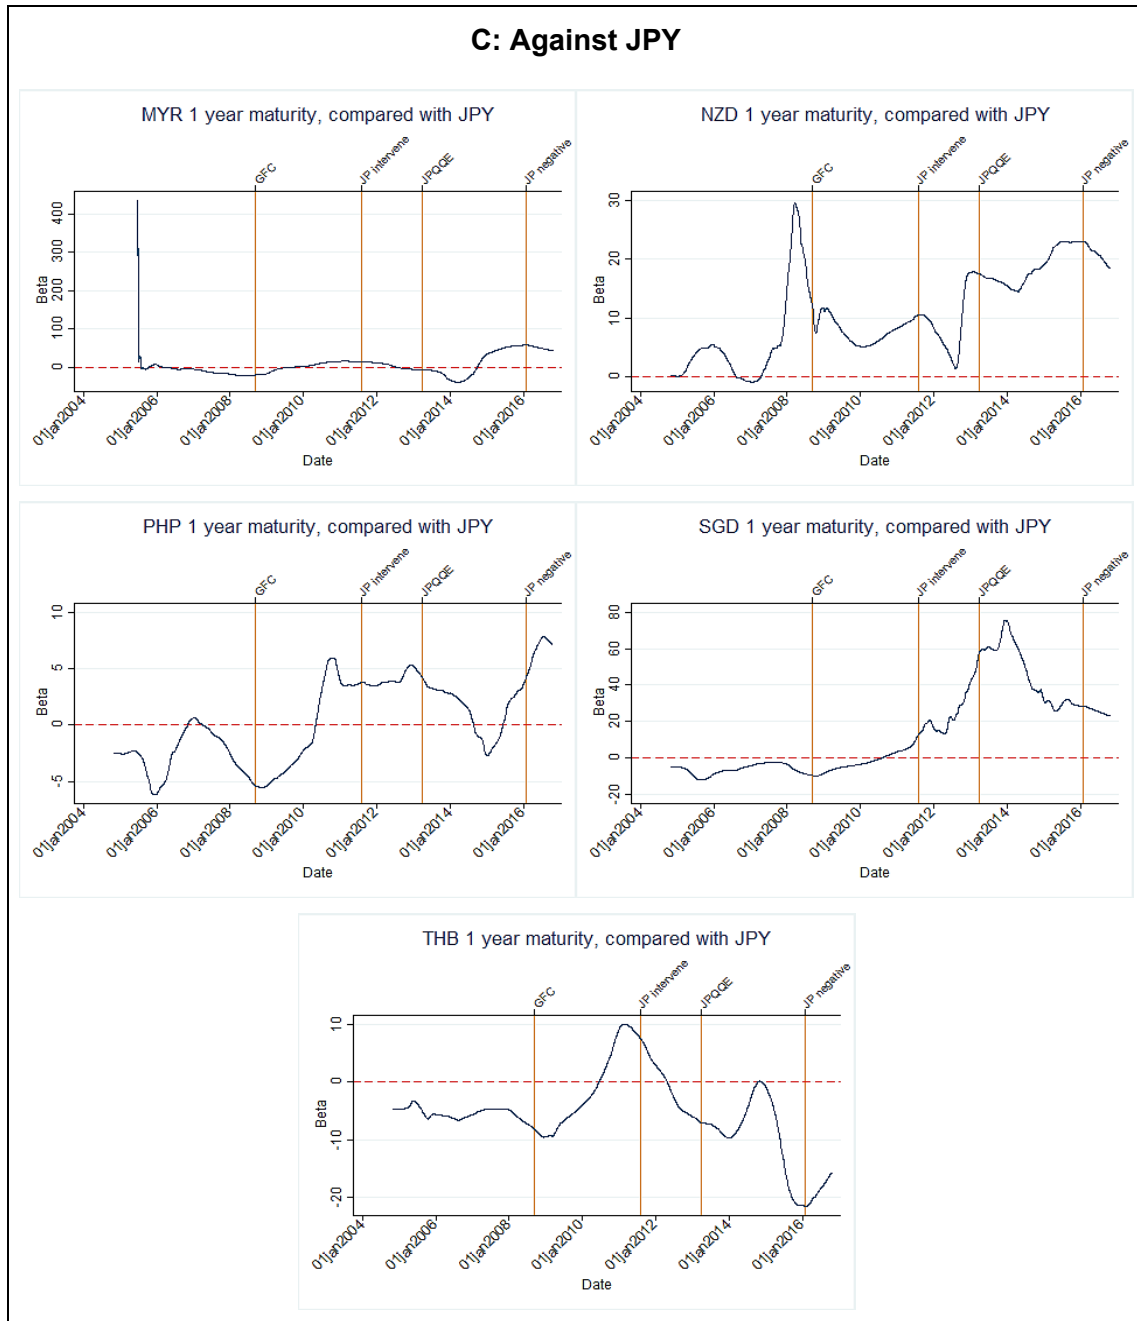 C: Against JPY
MYR 1 year maturity, compared with JPY
GFC
JP intervene
JPQQE
JP negative
Beta
400
300
200
100
0
01jan2004
01jan2006
01jan2008
01jan2010
01jan2012
01jan2014
01jan2016
Date
NZD 1 year maturity, compared with JPY
GFC
JP intervene
JPQQE
JP negative
Beta
30
20
10
0
01jan2004
01jan2006
01jan2008
01jan2010
01jan2012
01jan2014
01jan2016
Date
PHP 1 year maturity, compared with JPY
GFC
JP intervene
JPQQE
JP negative
Beta
10
5
0
-5
01jan2004
01jan2006
01jan2008
01jan2010
01jan2012
01jan2014
01jan2016
Date
SGD 1 year maturity, compared with JPY
GFC
JP intervene
JPQQE
JP negative
Beta
80
60
40
20
0
-20
01jan2004
01jan2006
01jan2008
01jan2010
01jan2012
01jan2014
01jan2016
Date
THB 1 year maturity, compared with JPY
GFC
JP intervene
JPQQE
JP negative
Beta
10
0
-10
-20
01jan2004
01jan2006
01jan2008
01jan2010
01jan2012
01jan2014
01jan2016
Date